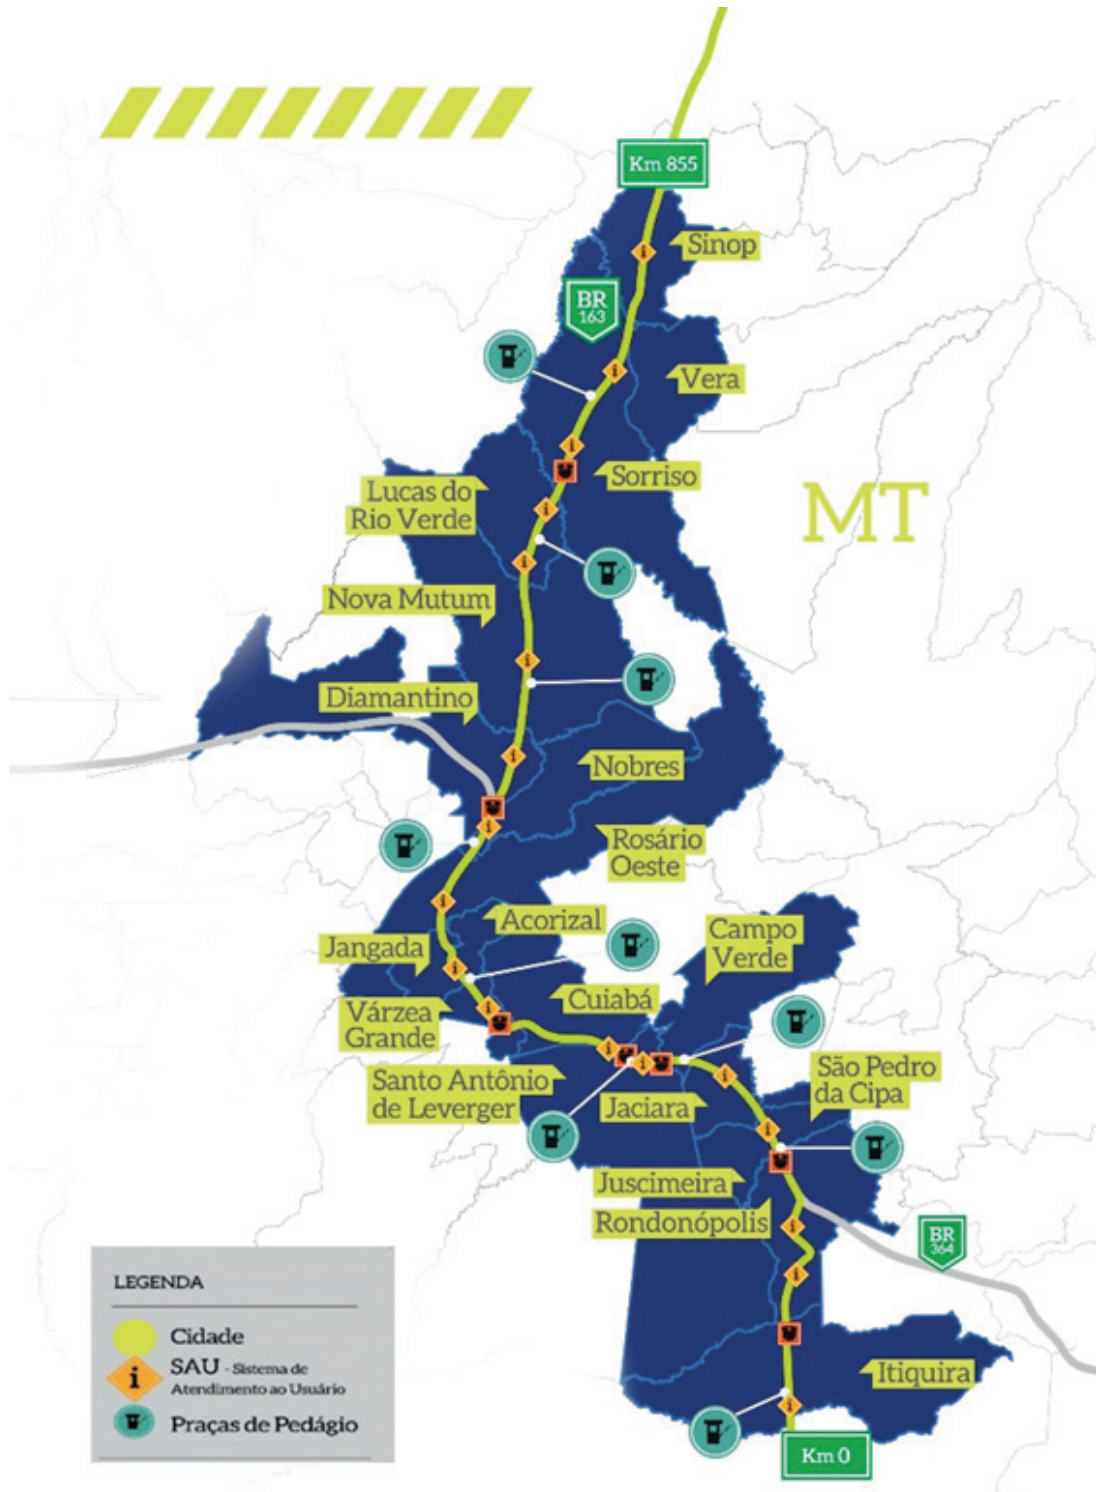 Km 855
Sinop
BR
163
Vera
Lucas do
Rio Verde
Sorriso
MT
Nova Mutum
Diamantino
Nobres
Rosário
Oeste
Acorizal
Campo
Verde
Jangada
Cuiabá
Várzea
Grande
Santo Antônio
de Leverger
Jaciara
São Pedro
da Cipa
Juscimeira
Rondonópolis
BR
364
Itiquira
Km 0
LEGENDA
Cidade
SAU - Sistema de
Atendimento ao Usuário
Praças de Pedágio